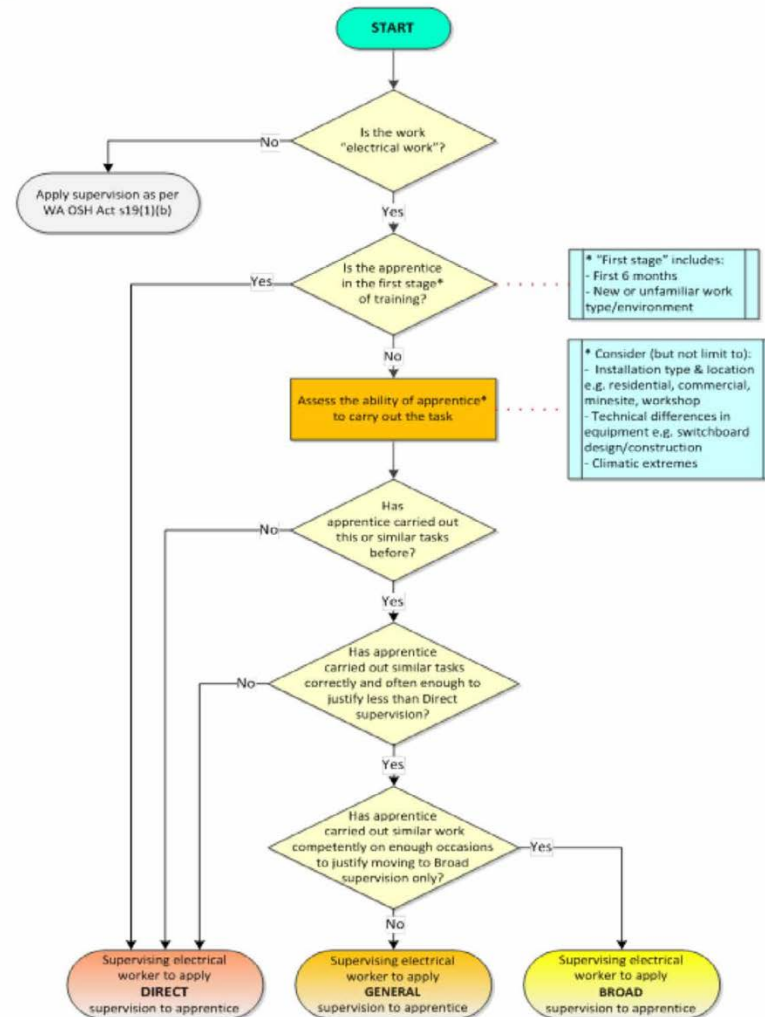 START
Is the work
"electrical work"?
No
Apply supervision as per
WA OSH Act s19(1)(b)
Yes
Is the apprentice
in the first stage*
of training?
Yes
* "First stage" includes:
- First 6 months
- New or unfamiliar work
type/environment
No
Assess the ability of apprentice*
to carry out the task
* Consider (but not limit to):
- Installation type & location
e.g. residential, commercial,
minesite, workshop
- Technical differences in
equipment e.g. switchboard
design/construction
- Climatic extremes
Has
apprentice carried out
this or similar tasks
before?
No
Yes
Has apprentice
carried out similar tasks
correctly and often enough to
justify less than Direct
supervision?
No
Yes
Has apprentice
carried out similar work
competently on enough occasions
to justify moving to Broad
supervision only?
Yes
No
Supervising electrical
worker to apply
DIRECT
supervision to apprentice
Supervising electrical
worker to apply
GENERAL
supervision to apprentice
Supervising electrical
worker to apply
BROAD
supervision to apprentice